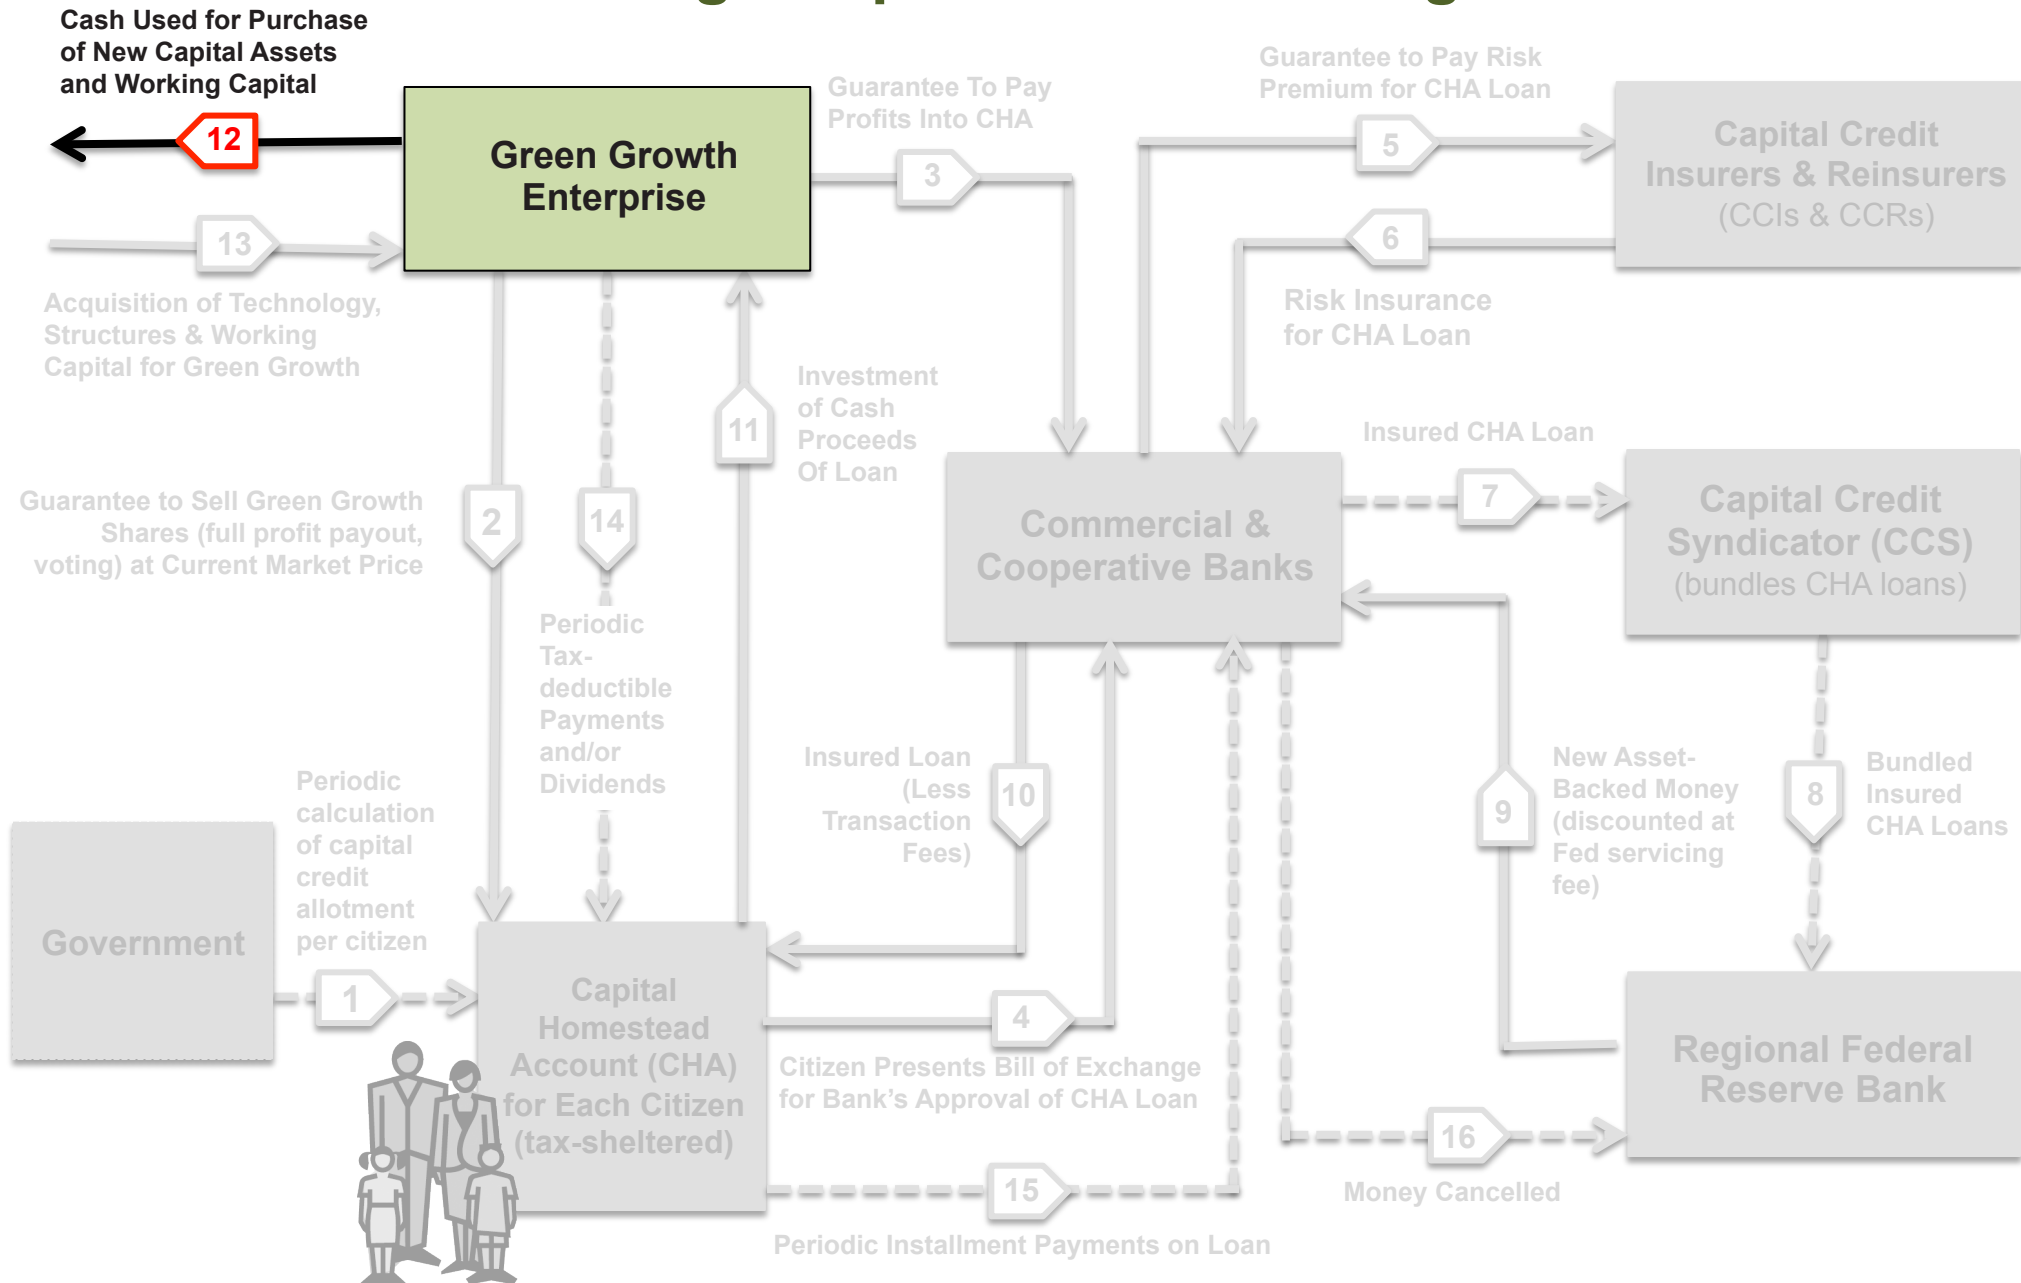 Cash Used for Purchase
of New Capital Assets
and Working Capital
12
Green Growth
Enterprise
Guarantee To Pay
Profits Into CHA
3
Guarantee to Pay Risk
Premium for CHA Loan
5
Capital Credit
Insurers & Reinsurers
(CCIs & CCRs)
6
Risk Insurance
for CHA Loan
13
Acquisition of Technology,
Structures & Working
Capital for Green Growth
Investment
of Cash
Proceeds
Of Loan
11
Insured CHA Loan
7
Capital Credit
Syndicator (CCS)
(bundles CHA loans)
Guarantee to Sell Green Growth
Shares (full profit payout,
voting) at Current Market Price
2
14
Commercial &
Cooperative Banks
Periodic
Tax-
deductible
Payments
and/or
Dividends
Insured Loan
(Less
Transaction
Fees)
10
9
New Asset-
Backed Money
(discounted at
Fed servicing
fee)
8
Bundled
Insured
CHA Loans
Government
Periodic
calculation
of capital
credit
allotment
per citizen
1
Capital
Homestead
Account (CHA)
for Each Citizen
(tax-sheltered)
4
Citizen Presents Bill of Exchange
for Bank’s Approval of CHA Loan
Regional Federal
Reserve Bank
16
Money Cancelled
15
Periodic Installment Payments on Loan